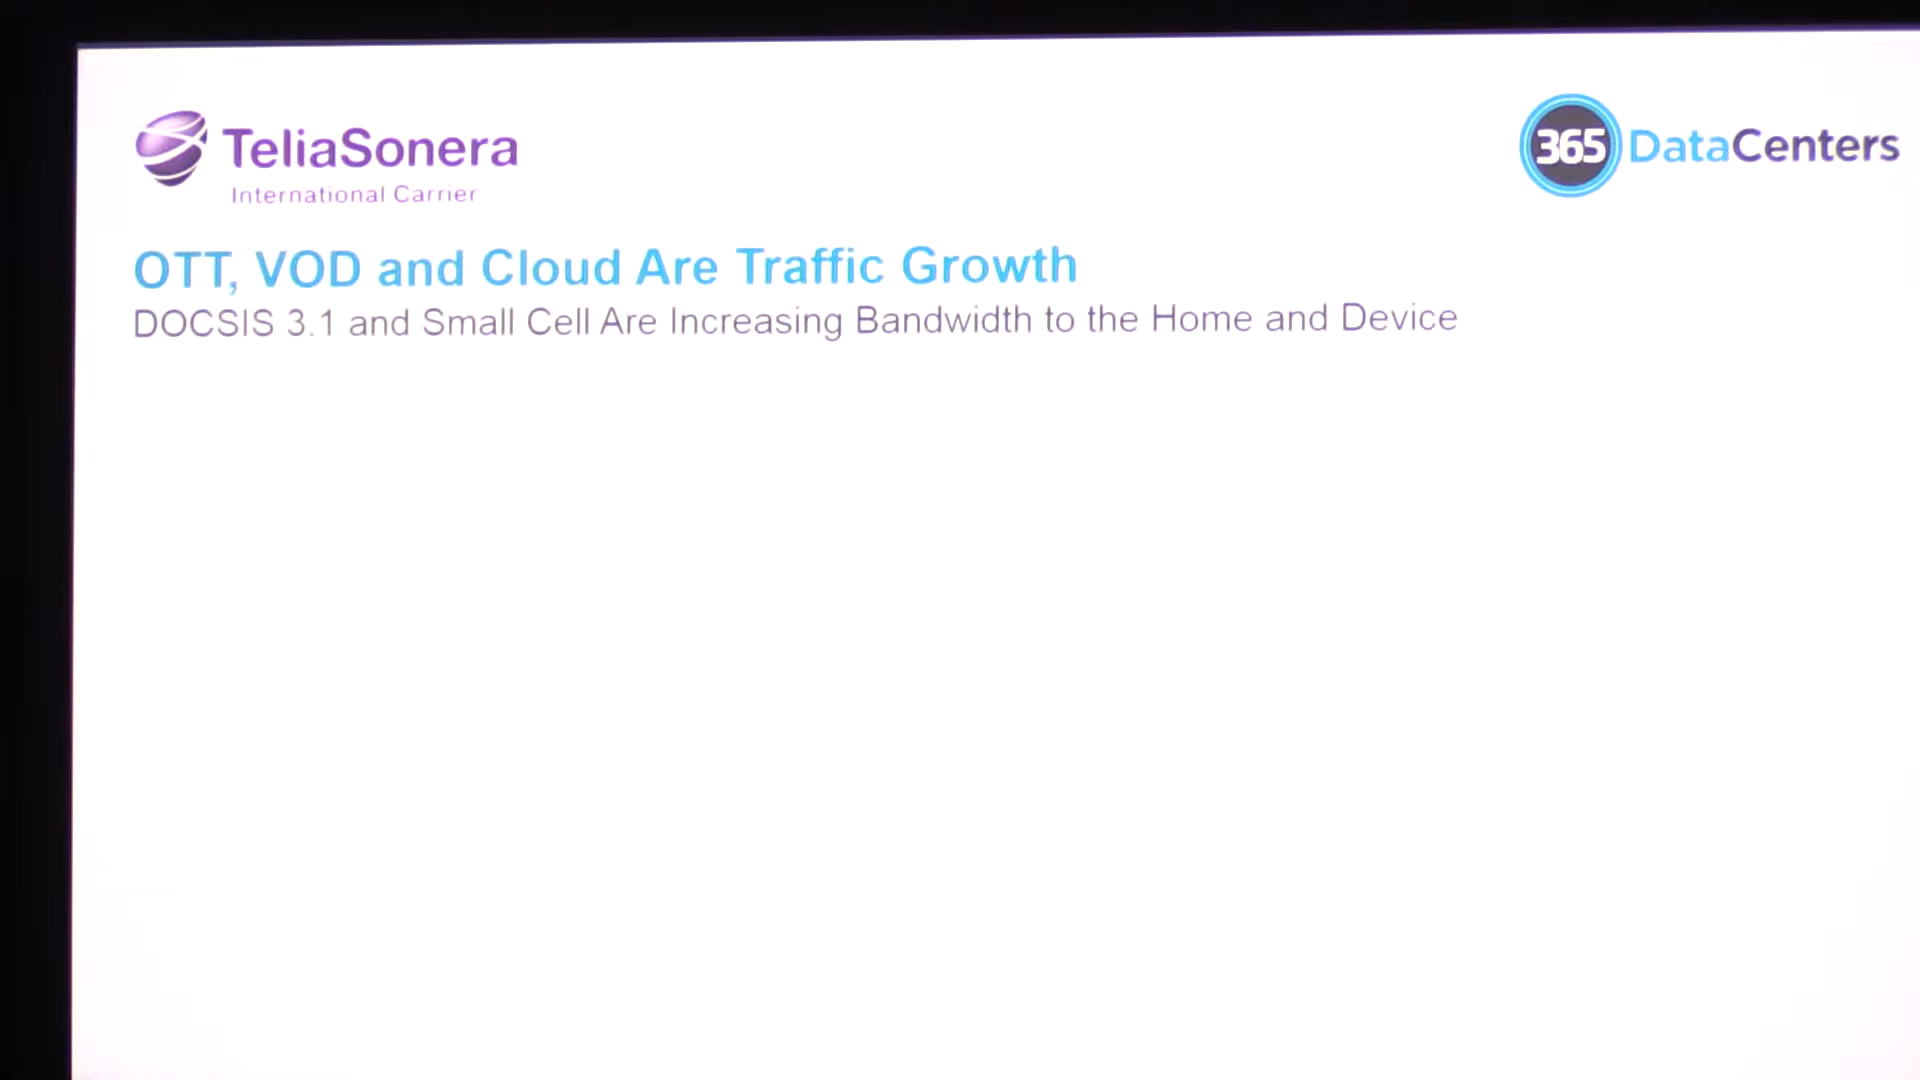 TeliaSonera
International Carrier
365 DataCenters
OTT, VOD and Cloud Are Traffic Growth
DOCSIS 3.1 and Small Cell Are Increasing Bandwidth to the Home and Device